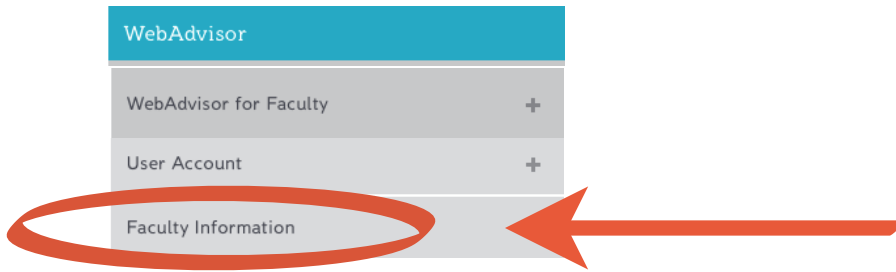 WebAdvisor
WebAdvisor for Faculty +
User Account +
Faculty Information